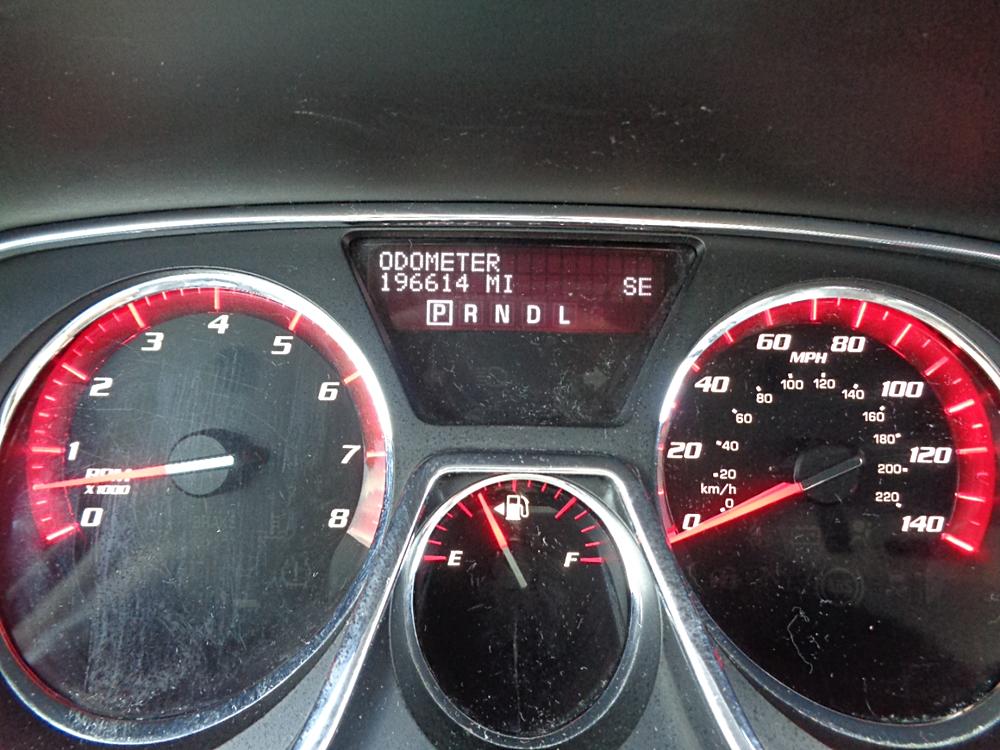 ODOMETER
196614 MI SE
P R N D L
0 1 2 3 4 5 6 7 8
RPM
X1000
E F
0 20 40 60 80 100 120 140
MPH
0 20 40 60 80 100 120 140 160 180 200 220
km/h